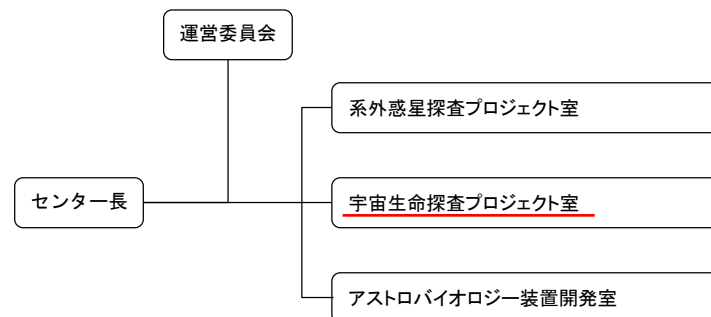 運営委員会
系外惑星探査プロジェクト室
センター長
宇宙生命探査プロジェクト室
アストロバイオロジー装置開発室